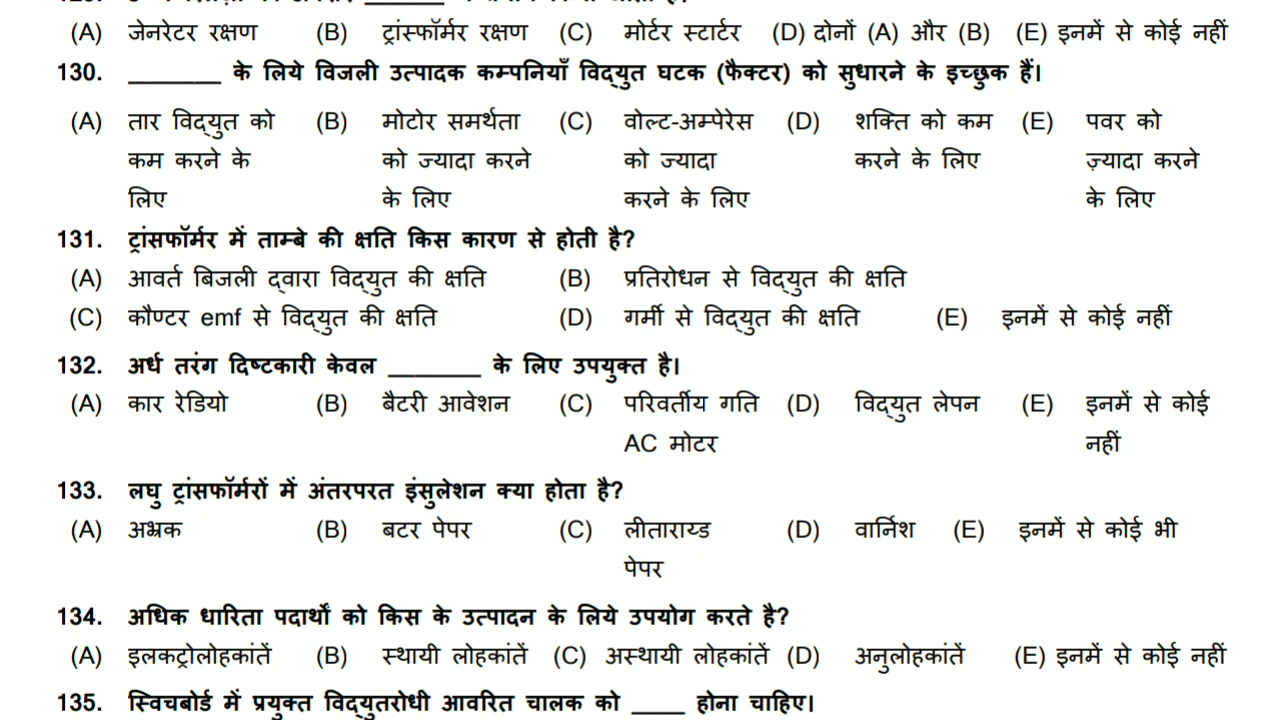 (A) जेनरेटर रक्षण (B) ट्रांस्फॉर्मर रक्षण (C) मोर्टर स्टार्टर (D) दोनों (A) और (B) (E) इनमें से कोई नहीं
130. _______ के लिये विजली उत्पादक कम्पनियाँ विद्युत घटक (फैक्टर) को सुधारने के इच्छुक हैं।
(A) तार विद्युत को (B) मोटोर समर्थता (C) वोल्ट-अम्पेरेस (D) शक्ति को कम (E) पवर को
कम करने के को ज्यादा करने को ज्यादा करने के लिए ज़्यादा करने
लिए के लिए करने के लिए के लिए
131. ट्रांसफॉर्मर में ताम्बे की क्षति किस कारण से होती है?
(A) आवर्त बिजली द्वारा विद्युत की क्षति (B) प्रतिरोधन से विद्युत की क्षति
(C) कौण्टर emf से विद्युत की क्षति (D) गर्मी से विद्युत की क्षति (E) इनमें से कोई नहीं
132. अर्ध तरंग दिष्टकारी केवल _______ के लिए उपयुक्त है।
(A) कार रेडियो (B) बैटरी आवेशन (C) परिवर्तीय गति (D) विद्युत लेपन (E) इनमें से कोई
AC मोटर नहीं
133. लघु ट्रांसफॉर्मरों में अंतरपरत इंसुलेशन क्या होता है?
(A) अभ्रक (B) बटर पेपर (C) लीताराय्ड (D) वार्निश (E) इनमें से कोई भी
पेपर
134. अधिक धारिता पदार्थों को किस के उत्पादन के लिये उपयोग करते है?
(A) इलकट्रोलोहकांतें (B) स्थायी लोहकांतें (C) अस्थायी लोहकांतें (D) अनुलोहकांतें (E) इनमें से कोई नहीं
135. स्विचबोर्ड में प्रयुक्त विद्युतरोधी आवरित चालक को ____ होना चाहिए।